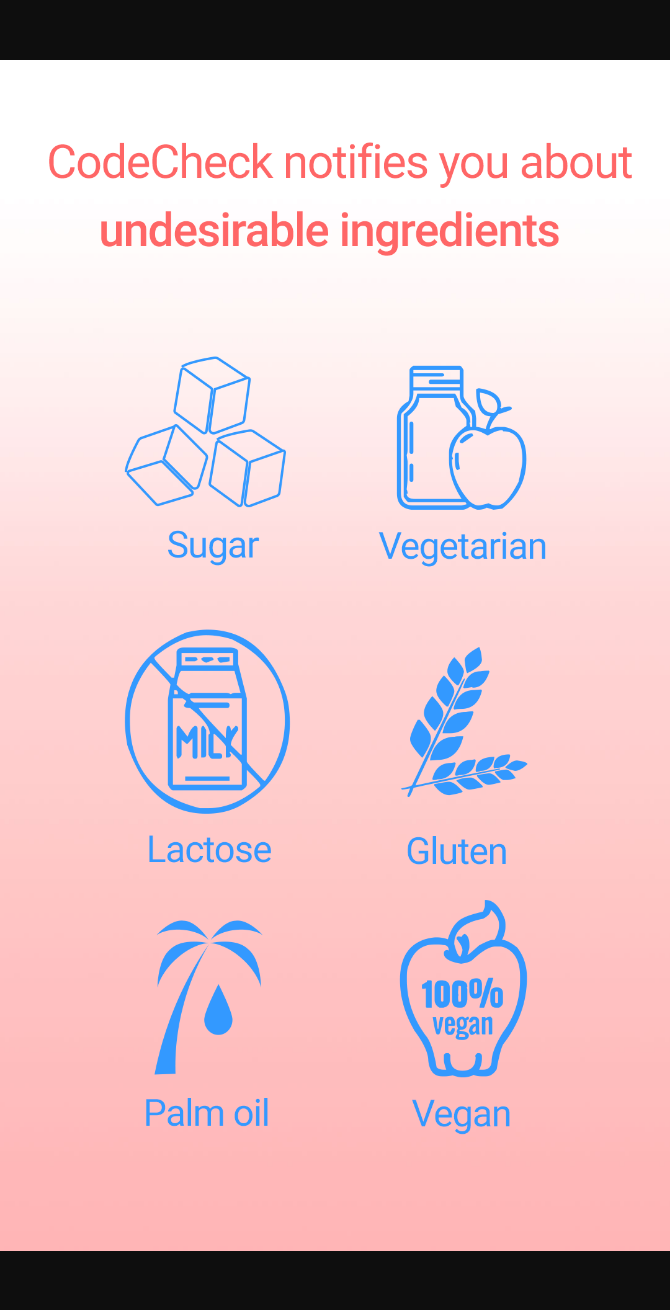 CodeCheck notifies you about
undesirable ingredients
Sugar
Vegetarian
MILK
Lactose
Gluten
100%
vegan
Palm oil
Vegan